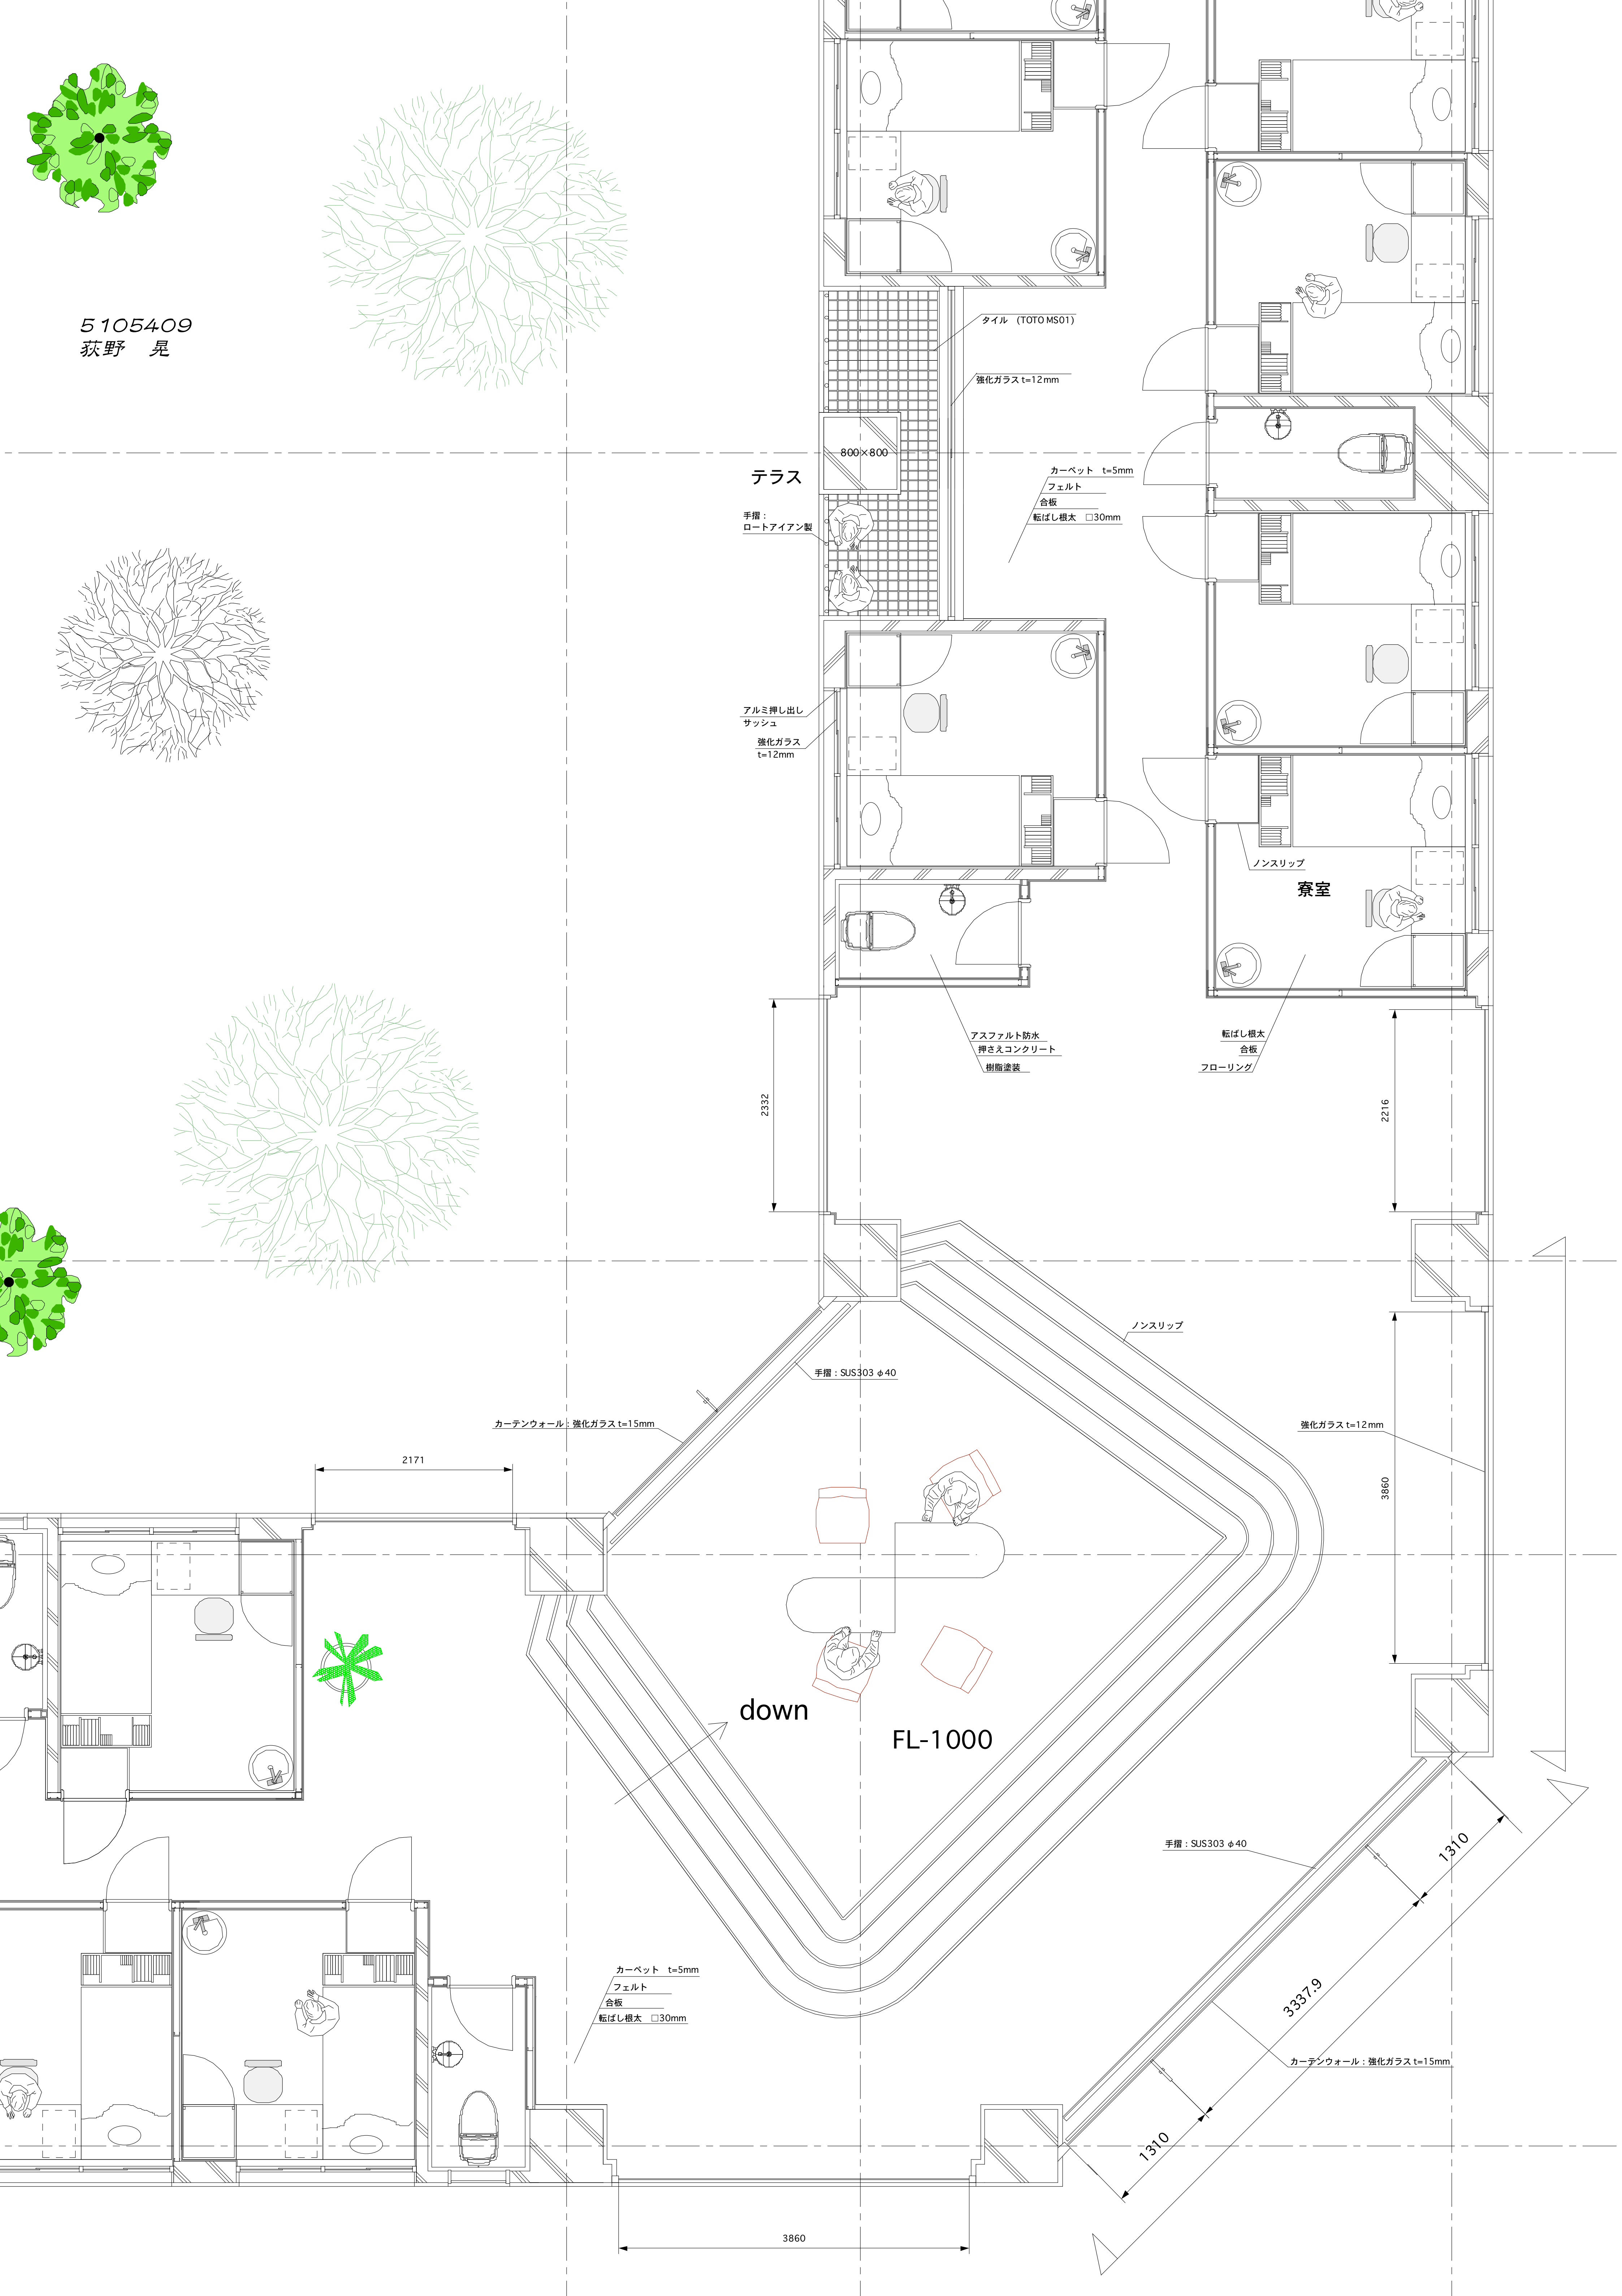 5105409
荻野　晃
タイル　(TOTO MS01)
強化ガラス t=12mm
800×800
テラス
カーペット　t=5mm
フェルト
合板
転ばし根太　□30mm
手摺：
ロートアイアン製
アルミ押し出し
サッシュ
強化ガラス
t=12mm
ノンスリップ
寮室
アスファルト防水
押さえコンクリート
樹脂塗装
転ばし根太
合板
フローリング
2332
2216
ノンスリップ
手摺：SUS303 φ40
カーテンウォール：強化ガラス t=15mm
強化ガラス t=12mm
2171
3860
down
FL-1000
手摺：SUS303 φ40
1310
カーペット　t=5mm
フェルト
合板
転ばし根太　□30mm
3337.9
カーテンウォール：強化ガラス t=15mm
1310
3860